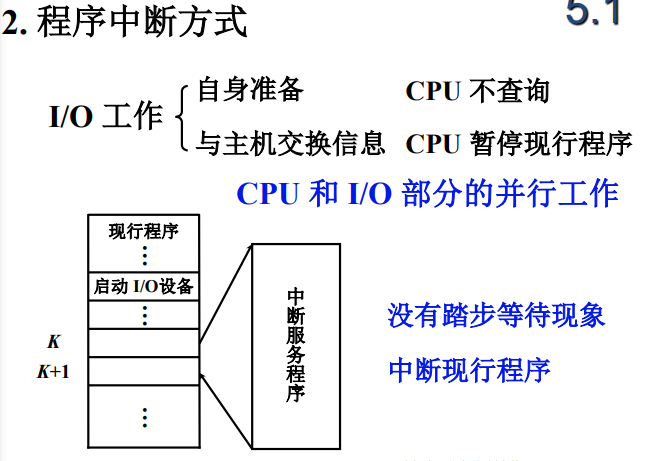 2. 程序中断方式
5.1
I/O 工作
自身准备 CPU 不查询
与主机交换信息 CPU 暂停现行程序
CPU 和 I/O 部分的并行工作
现行程序
⋮
启动 I/O设备
⋮
K
K+1
⋮
中断服务程序
没有踏步等待现象
中断现行程序